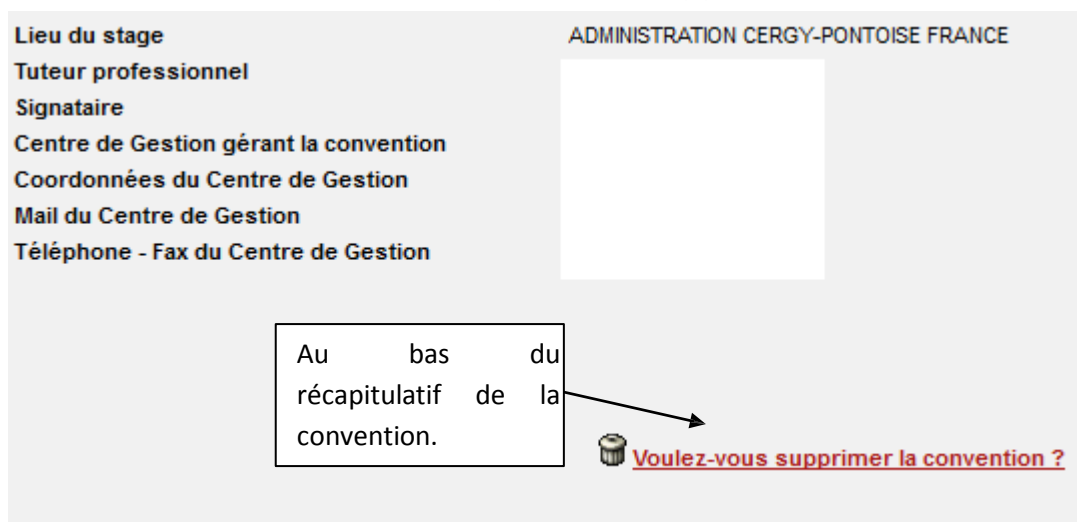 Lieu du stage ADMINISTRATION CERGY-PONTOISE FRANCE
Tuteur professionnel
Signataire
Centre de Gestion gérant la convention
Coordonnées du Centre de Gestion
Mail du Centre de Gestion
Téléphone - Fax du Centre de Gestion
Au bas du
récapitulatif de la
convention.
Voulez-vous supprimer la convention ?